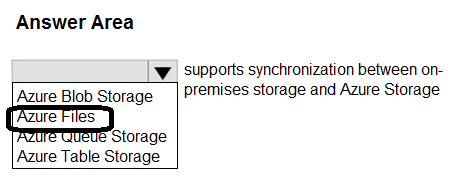 Answer Area
supports synchronization between on-
premises storage and Azure Storage
Azure Blob Storage
Azure Files
Azure Queue Storage
Azure Table Storage